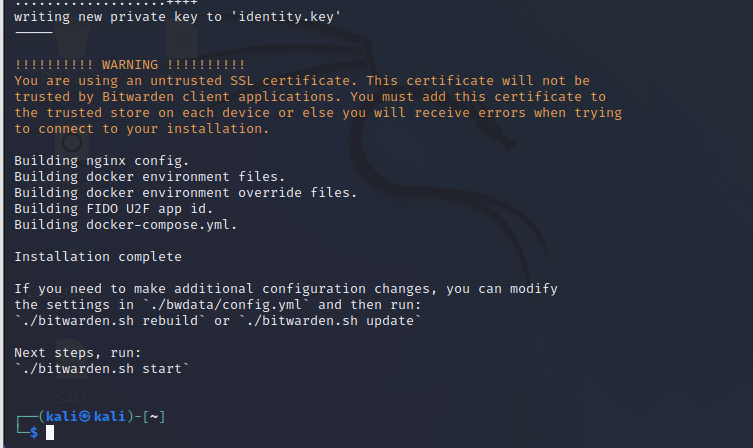 ...................++++
writing new private key to 'identity.key'
-----
!!!!!!!!!! WARNING !!!!!!!!!!
You are using an untrusted SSL certificate. This certificate will not be
trusted by Bitwarden client applications. You must add this certificate to
the trusted store on each device or else you will receive errors when trying
to connect to your installation.
Building nginx config.
Building docker environment files.
Building docker environment override files.
Building FIDO U2F app id.
Building docker-compose.yml.
Installation complete
If you need to make additional configuration changes, you can modify
the settings in `./bwdata/config.yml` and then run:
`./bitwarden.sh rebuild` or `./bitwarden.sh update`
Next steps, run:
`./bitwarden.sh start`
SAM
┌──(kali㉿kali)-[~]
└─$